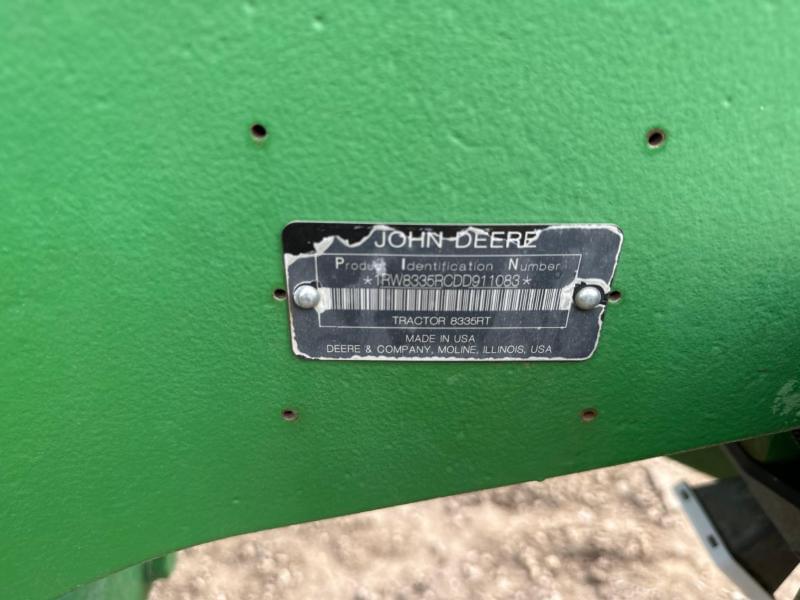 JOHN DEERE
Product Identification Number
*1RW8335RCDD911083*
TRACTOR 8335RT
MADE IN USA
DEERE & COMPANY, MOLINE, ILLINOIS, USA